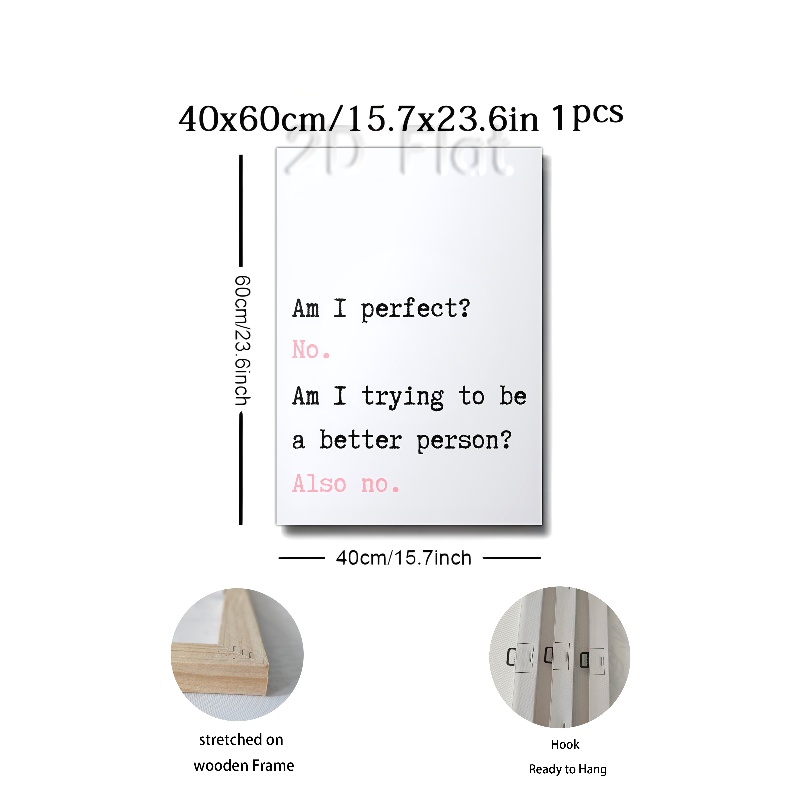 40x60cm/15.7x23.6in 1pcs
2D Flat
60cm/23.6inch
Am I perfect?
No.
Am I trying to be
a better person?
Also no.
40cm/15.7inch
stretched on
wooden Frame
Hook
Ready to Hang